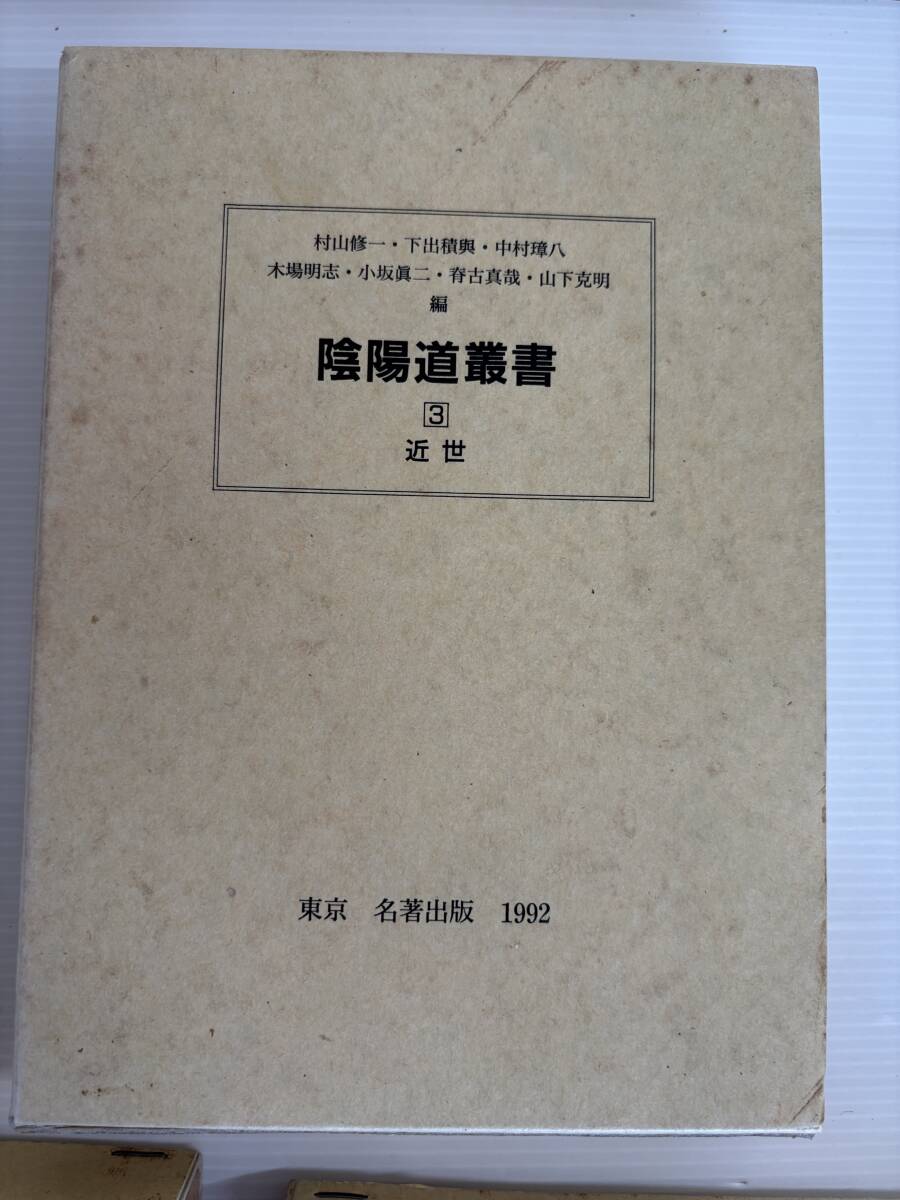 村山修一・下出積與・中村璋八
木場明志・小坂眞二・脊古真哉・山下克明
編
陰陽道叢書
3
近世
東京　名著出版　1992